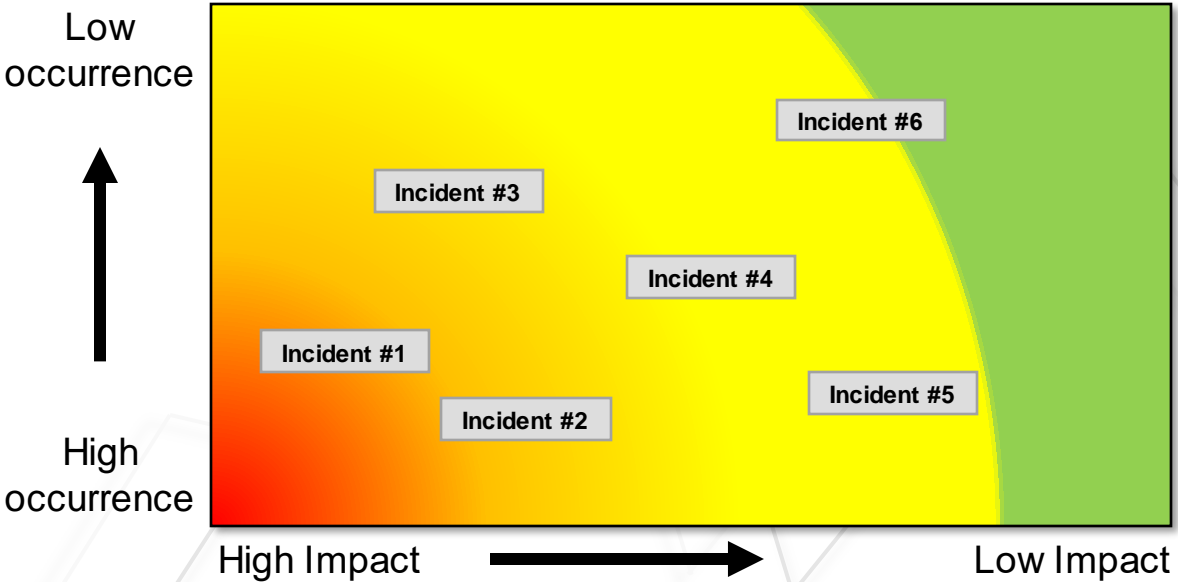 Low
occurrence
Incident #6
Incident #3
Incident #4
Incident #1
Incident #5
Incident #2
High
occurrence
High Impact
Low Impact